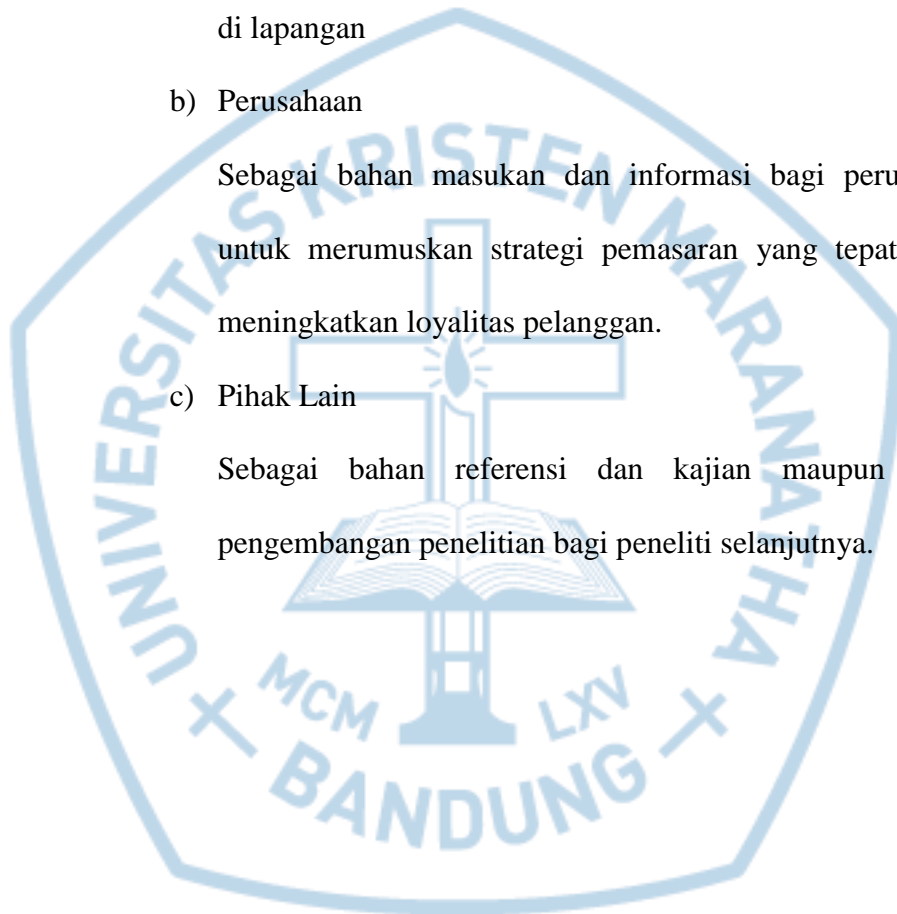 di lapangan
b) Perusahaan
Sebagai bahan masukan dan informasi bagi peru
untuk merumuskan strategi pemasaran yang tepat
meningkatkan loyalitas pelanggan.
c) Pihak Lain
Sebagai bahan referensi dan kajian maupun
pengembangan penelitian bagi peneliti selanjutnya.
UNIVERSITAS KRISTEN MARANATHA
MCM LXV
BANDUNG